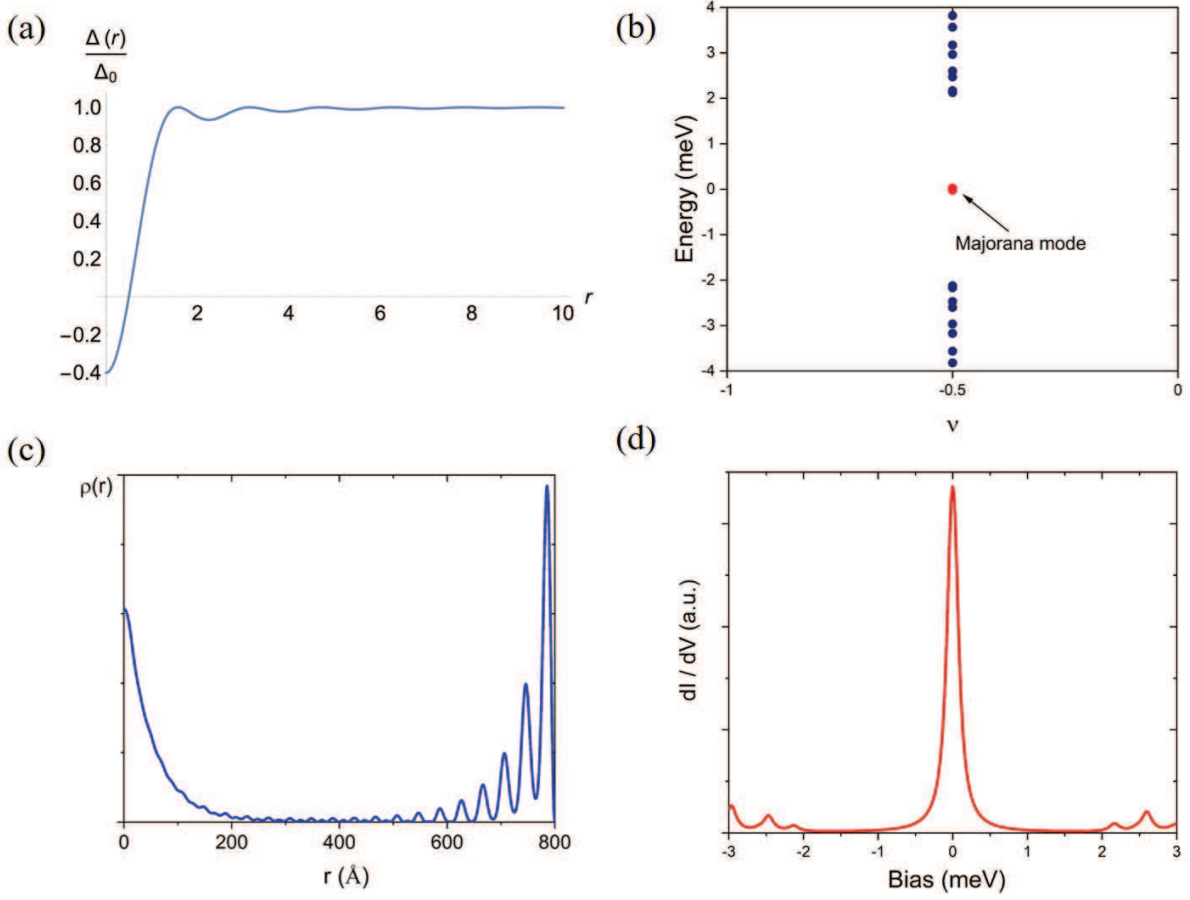 (a)
Δ (r)
Δ₀
1.0
0.8
0.6
0.4
0.2
−0.2
−0.4
2
4
6
8
10
r
(b)
Energy (meV)
4
3
2
1
0
-1
-2
-3
-4
Majorana mode
-1
-0.5
0
ν
(c)
ρ(r)
0
200
400
600
800
r (Å)
(d)
dI / dV (a.u.)
-3
-2
-1
0
1
2
3
Bias (meV)